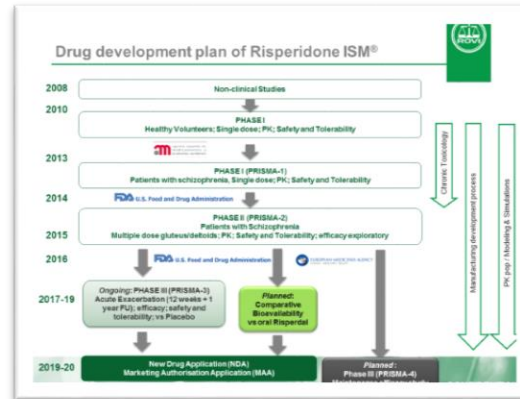 ROVI
Drug development plan of Risperidone ISM®
2008
Non-clinical Studies
2010
PHASE I
Healthy Volunteers; Single dose; PK; Safety and Tolerability
2013
PHASE I (PRISMA-1)
Patients with schizophrenia, Single dose; PK; Safety and Tolerability
2014
FDA U.S. Food and Drug Administration
PHASE II (PRISMA-2)
Patients with Schizophrenia
2015
Multiple dose gluteus/deltoids; PK; Safety and Tolerability; efficacy exploratory
2016
FDA U.S. Food and Drug Administration
EUROPEAN MEDICINES AGENCY
2017-19
Ongoing: PHASE III (PRISMA-3)
Acute Exacerbation (12 weeks + 1
year FU); efficacy; safety and
tolerability; vs Placebo
Planned:
Comparative
Bioavailability
vs oral Risperdal
2019-20
New Drug Application (NDA)
Marketing Authorisation Application (MAA)
Planned :
Phase III (PRISMA-4)
Chronic Toxicology
Manufacturing development process
PK pop / Modeling & Simulations